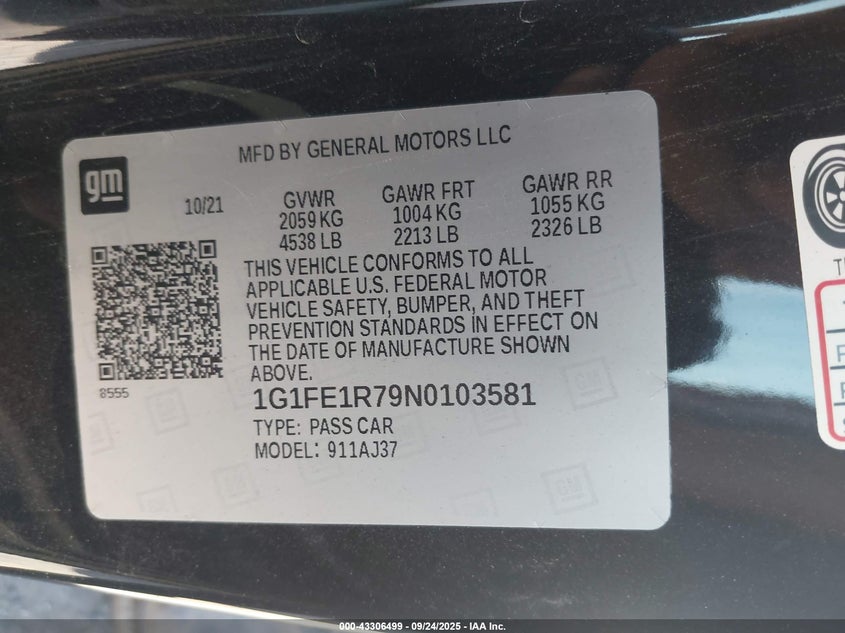 MFD BY GENERAL MOTORS LLC
gm
10/21
GVWR
2059 KG
4538 LB
GAWR FRT
1004 KG
2213 LB
GAWR RR
1055 KG
2326 LB
THIS VEHICLE CONFORMS TO ALL
APPLICABLE U.S. FEDERAL MOTOR
VEHICLE SAFETY, BUMPER, AND THEFT
PREVENTION STANDARDS IN EFFECT ON
THE DATE OF MANUFACTURE SHOWN
ABOVE.
8555
1G1FE1R79N0103581
TYPE: PASS CAR
MODEL: 911AJ37
000-43306499 - 09/24/2025 - IAA Inc.